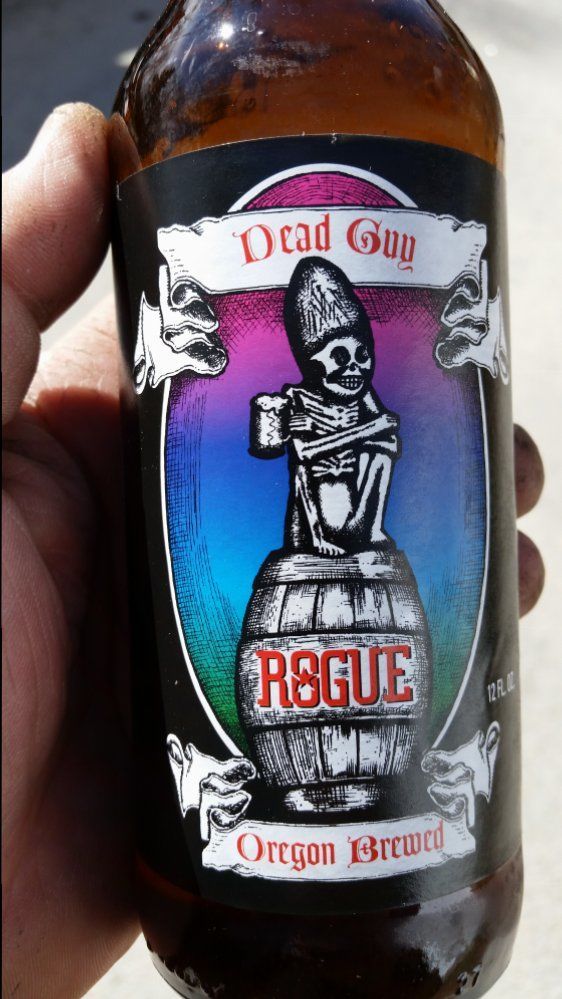 Dead Guy
ROGUE
12 FL. OZ.
Oregon Brewed